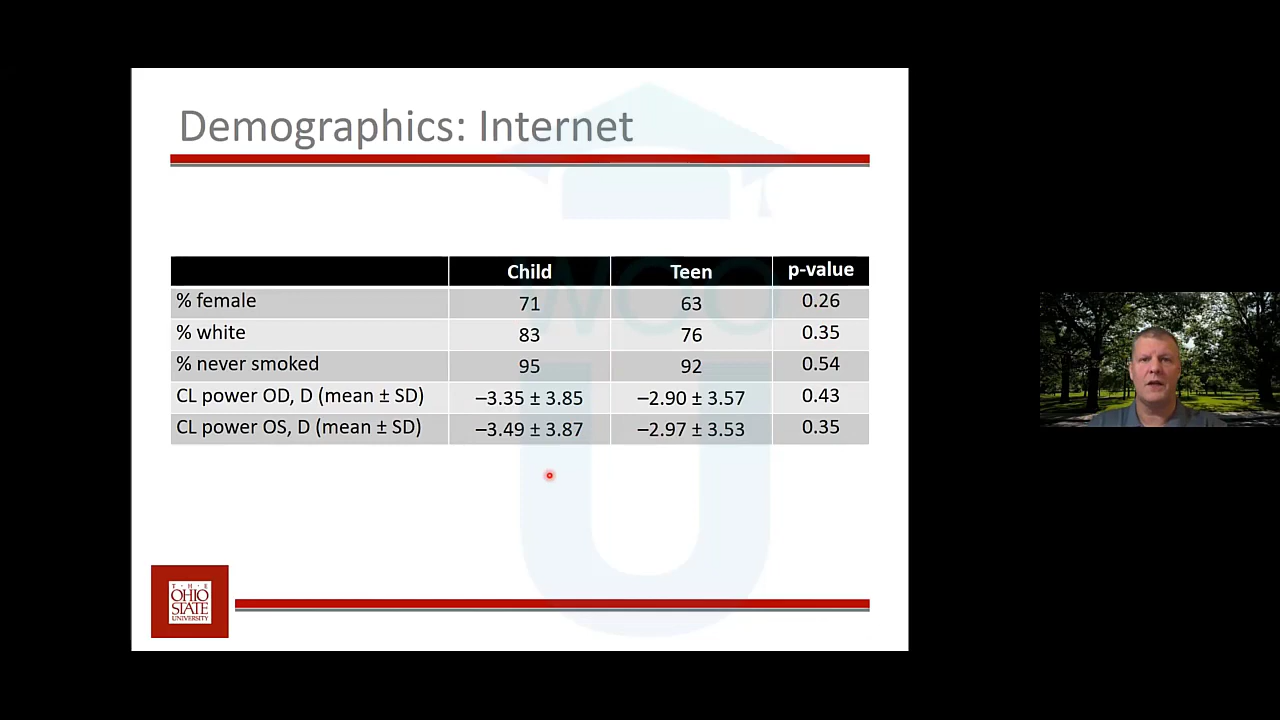 Demographics: Internet
Child Teen p-value
% female 71 63 0.26
% white 83 76 0.35
% never smoked 95 92 0.54
CL power OD, D (mean ± SD) –3.35 ± 3.85 –2.90 ± 3.57 0.43
CL power OS, D (mean ± SD) –3.49 ± 3.87 –2.97 ± 3.53 0.35
WOO
U
T · H · E
OHIO
STATE
UNIVERSITY